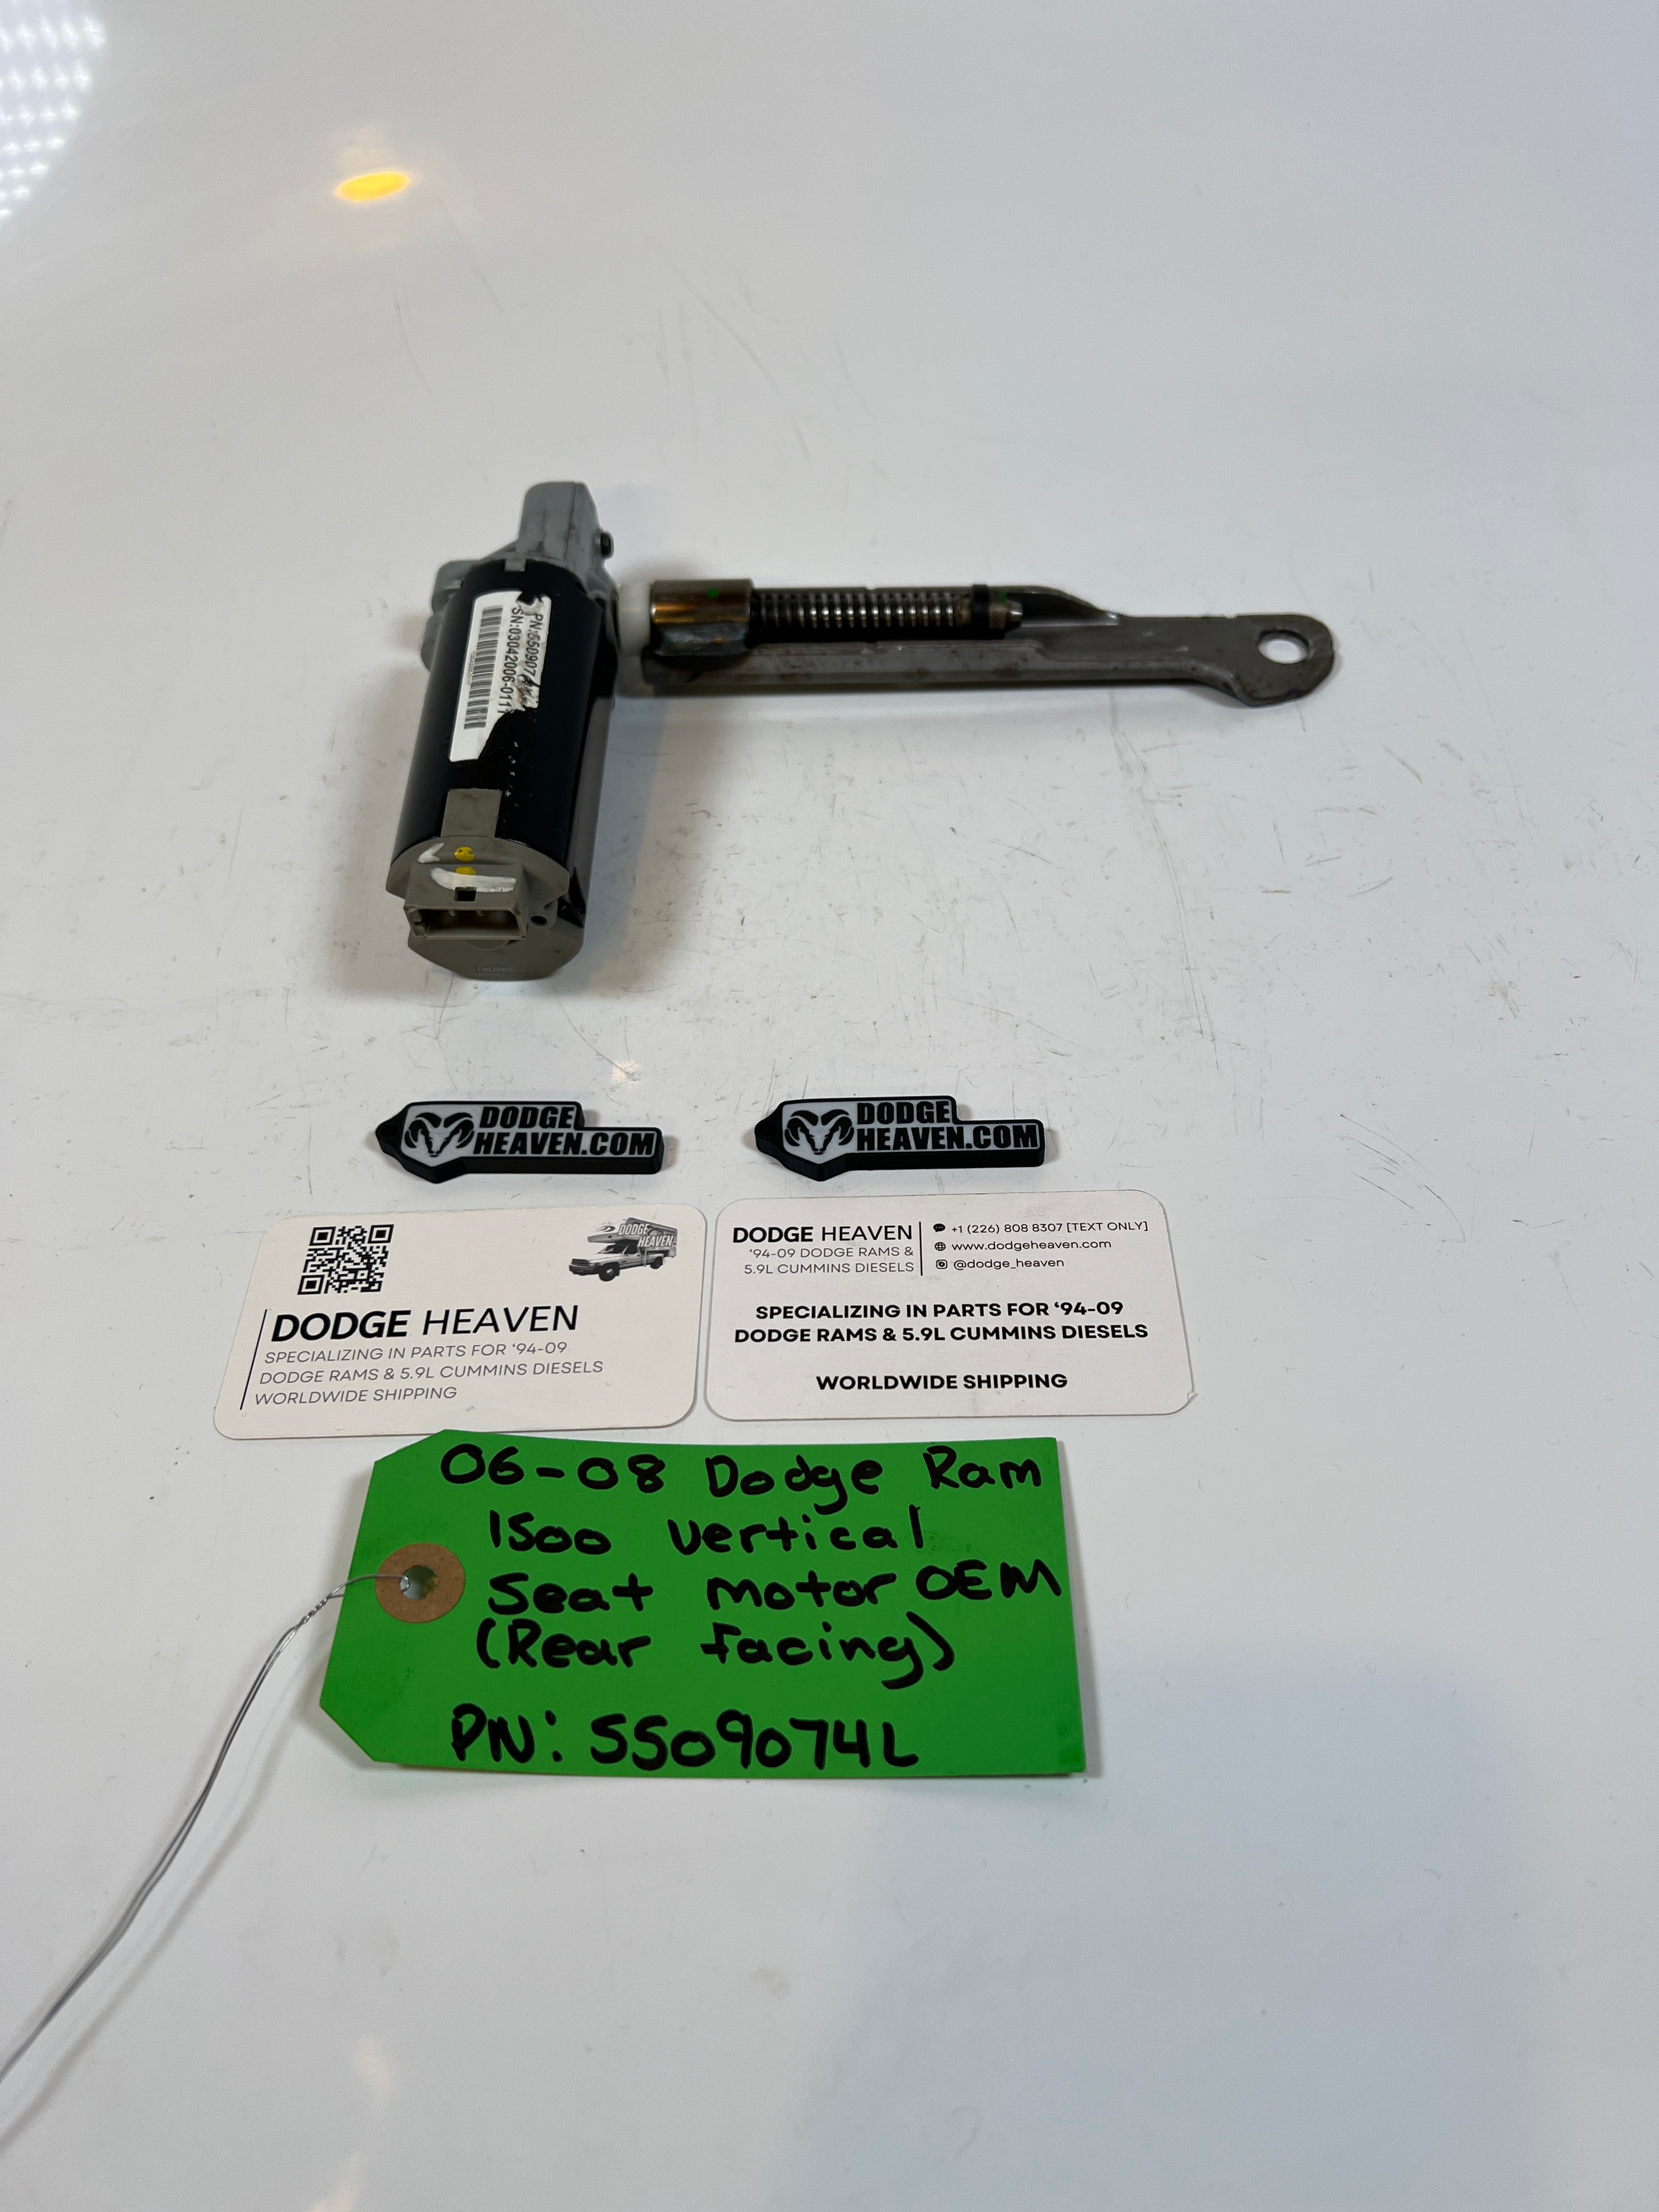 SN:03042006-0111
DODGE
HEAVEN.COM
DODGE
HEAVEN.COM
DODGE
HEAVEN
DODGE HEAVEN
SPECIALIZING IN PARTS FOR ‘94-09
DODGE RAMS & 5.9L CUMMINS DIESELS
WORLDWIDE SHIPPING
DODGE HEAVEN
‘94-09 DODGE RAMS &
5.9L CUMMINS DIESELS
+1 (226) 808 8307 [TEXT ONLY]
www.dodgeheaven.com
@dodge_heaven
SPECIALIZING IN PARTS FOR ‘94-09
DODGE RAMS & 5.9L CUMMINS DIESELS
WORLDWIDE SHIPPING
06-08 Dodge Ram
1500 Vertical
Seat motor OEM
(Rear facing)
PN: 5509074L